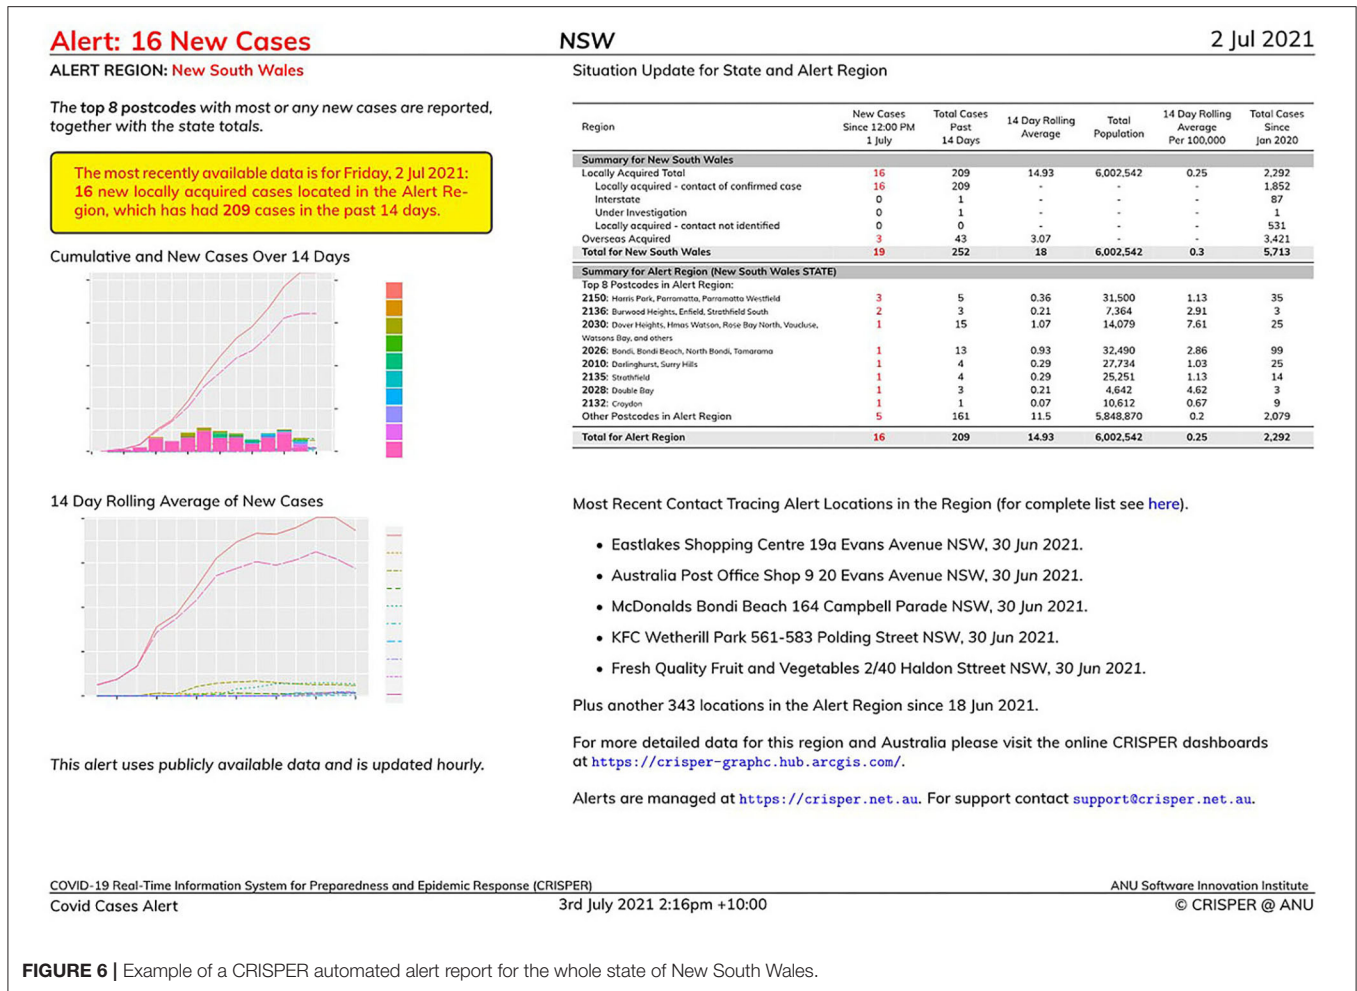 Alert: 16 New Cases
NSW
2 Jul 2021
ALERT REGION: New South Wales
The top 8 postcodes with most or any new cases are reported,
together with the state totals.
The most recently available data is for Friday, 2 Jul 2021:
16 new locally acquired cases located in the Alert Re-
gion, which has had 209 cases in the past 14 days.
Cumulative and New Cases Over 14 Days
14 Day Rolling Average of New Cases
This alert uses publicly available data and is updated hourly.
Situation Update for State and Alert Region
Region | New Cases Since 12:00 PM 1 July | Total Cases Past 14 Days | 14 Day Rolling Average | Total Population | 14 Day Rolling Average Per 100,000 | Total Cases Since Jan 2020
Summary for New South Wales
Locally Acquired Total 16 209 14.93 6,002,542 0.25 2,292
Locally acquired - contact of confirmed case 16 209 - - - 1,852
Interstate 0 1 - - - 87
Under Investigation 0 1 - - - 1
Locally acquired - contact not identified 0 0 - - - 531
Overseas Acquired 3 43 3.07 - - 3,421
Total for New South Wales 19 252 18 6,002,542 0.3 5,713
Summary for Alert Region (New South Wales STATE)
Top 8 Postcodes in Alert Region:
2150: Harris Park, Parramatta, Parramatta Westfield 3 5 0.36 31,500 1.13 35
2136: Burwood Heights, Enfield, Strathfield South 2 3 0.21 7,364 2.91 3
2030: Dover Heights, Hmas Watson, Rose Bay North, Vaucluse, 1 15 1.07 14,079 7.61 25
Watsons Bay, and others
2026: Bondi, Bondi Beach, North Bondi, Tamarama 1 13 0.93 32,490 2.86 99
2010: Darlinghurst, Surry Hills 1 4 0.29 27,734 1.03 25
2135: Strathfield 1 4 0.29 25,251 1.13 14
2028: Double Bay 1 3 0.21 4,642 4.62 3
2132: Croydon 1 1 0.07 10,612 0.67 9
Other Postcodes in Alert Region 5 161 11.5 5,848,870 0.2 2,079
Total for Alert Region 16 209 14.93 6,002,542 0.25 2,292
Most Recent Contact Tracing Alert Locations in the Region (for complete list see here).
• Eastlakes Shopping Centre 19a Evans Avenue NSW, 30 Jun 2021.
• Australia Post Office Shop 9 20 Evans Avenue NSW, 30 Jun 2021.
• McDonalds Bondi Beach 164 Campbell Parade NSW, 30 Jun 2021.
• KFC Wetherill Park 561-583 Polding Street NSW, 30 Jun 2021.
• Fresh Quality Fruit and Vegetables 2/40 Haldon Sttreet NSW, 30 Jun 2021.
Plus another 343 locations in the Alert Region since 18 Jun 2021.
For more detailed data for this region and Australia please visit the online CRISPER dashboards
at https://crisper-graphc.hub.arcgis.com/.
Alerts are managed at https://crisper.net.au. For support contact support@crisper.net.au.
COVID-19 Real-Time Information System for Preparedness and Epidemic Response (CRISPER)
ANU Software Innovation Institute
Covid Cases Alert
3rd July 2021 2:16pm +10:00
© CRISPER @ ANU
FIGURE 6 | Example of a CRISPER automated alert report for the whole state of New South Wales.